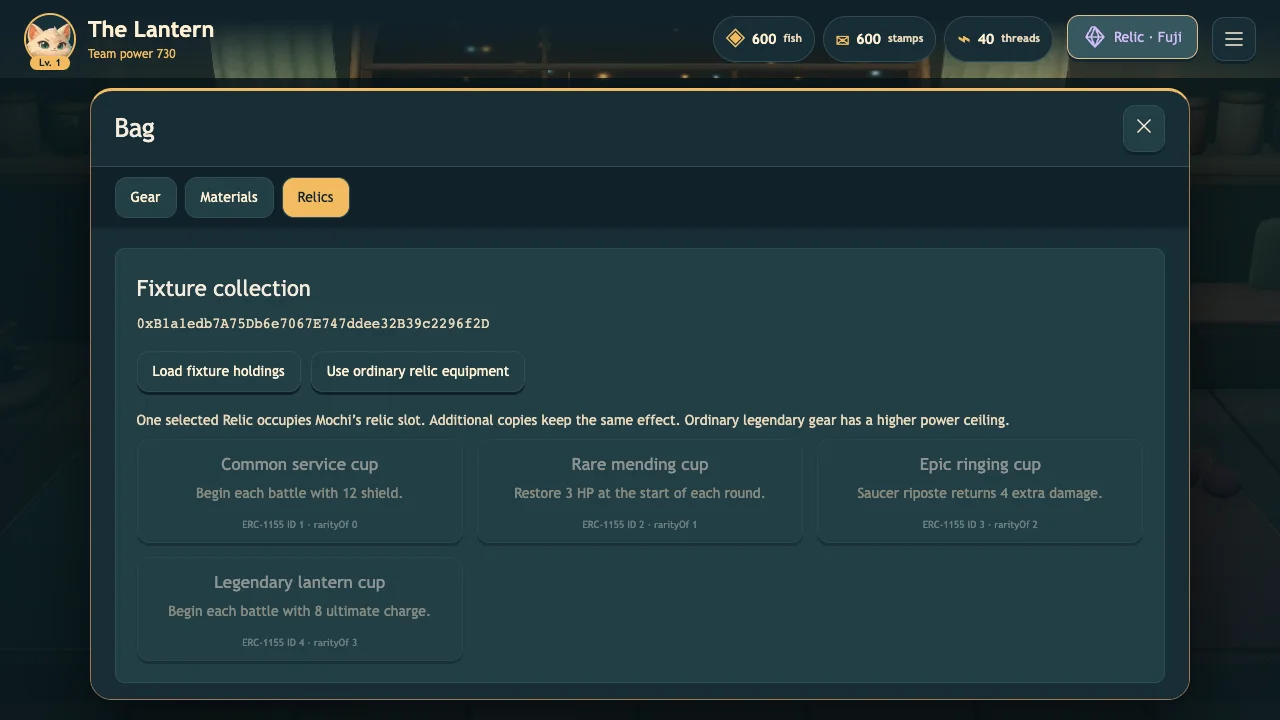 The Lantern
Team power 730
Lv. 1
600 fish
600 stamps
40 threads
Relic · Fuji
Bag
Gear
Materials
Relics
Fixture collection
0xB1a1edb7A75Db6e7067E747ddee32B39c2296f2D
Load fixture holdings
Use ordinary relic equipment
One selected Relic occupies Mochi’s relic slot. Additional copies keep the same effect. Ordinary legendary gear has a higher power ceiling.
Common service cup
Begin each battle with 12 shield.
ERC-1155 ID 1 · rarityOf 0
Rare mending cup
Restore 3 HP at the start of each round.
ERC-1155 ID 2 · rarityOf 1
Epic ringing cup
Saucer riposte returns 4 extra damage.
ERC-1155 ID 3 · rarityOf 2
Legendary lantern cup
Begin each battle with 8 ultimate charge.
ERC-1155 ID 4 · rarityOf 3